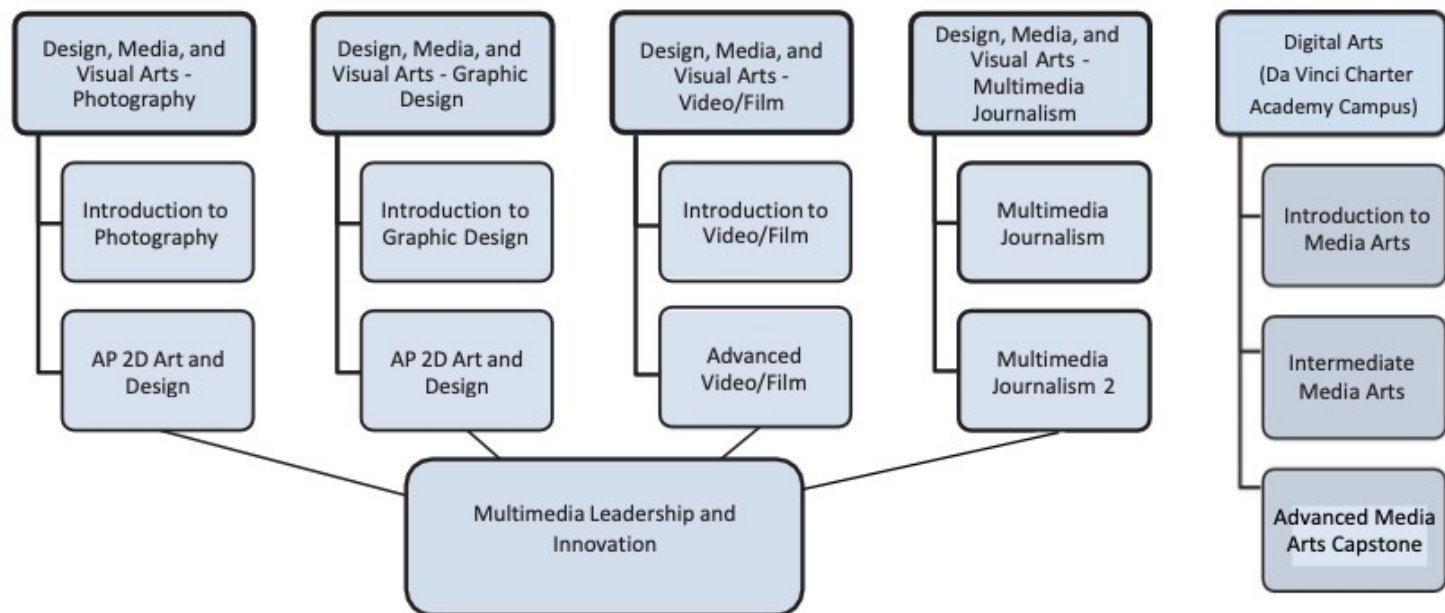 Design, Media, and
Visual Arts -
Photography
Introduction to
Photography
AP 2D Art and
Design
Design, Media, and
Visual Arts - Graphic
Design
Introduction to
Graphic Design
AP 2D Art and
Design
Design, Media, and
Visual Arts -
Video/Film
Introduction to
Video/Film
Advanced
Video/Film
Design, Media, and
Visual Arts -
Multimedia
Journalism
Multimedia
Journalism
Multimedia
Journalism 2
Multimedia Leadership and
Innovation
Digital Arts
(Da Vinci Charter
Academy Campus)
Introduction to
Media Arts
Intermediate
Media Arts
Advanced Media
Arts Capstone